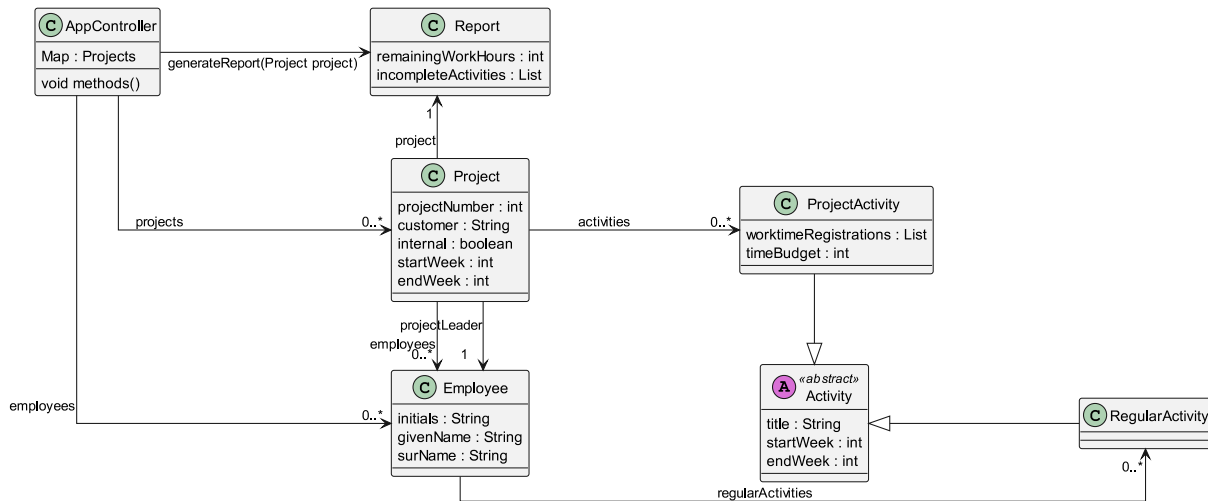 C AppController
Map : Projects
void methods()
generateReport(Project project)
C Report
remainingWorkHours : int
incompleteActivities : List
1
project
C Project
projectNumber : int
customer : String
internal : boolean
startWeek : int
endWeek : int
projects
0..*
activities
0..*
C ProjectActivity
worktimeRegistrations : List
timeBudget : int
projectLeader
employees
0..*
1
C Employee
initials : String
givenName : String
surName : String
employees
0..*
A «abstract»
Activity
title : String
startWeek : int
endWeek : int
C RegularActivity
0..*
regularActivities